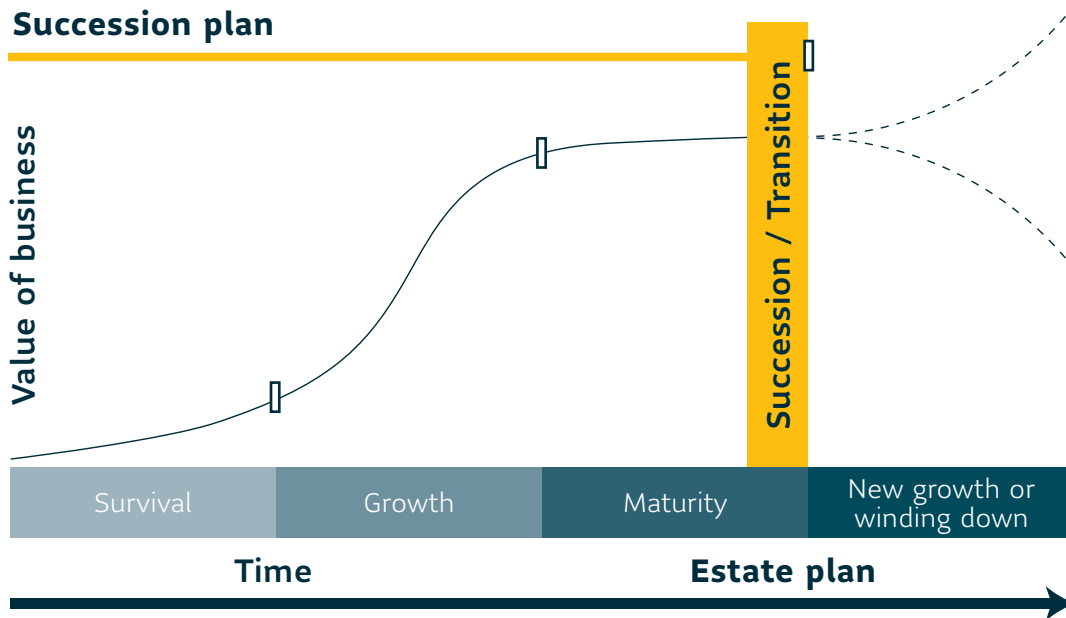 Succession plan
Value of business
Succession / Transition
Survival
Growth
Maturity
New growth or
winding down
Time
Estate plan